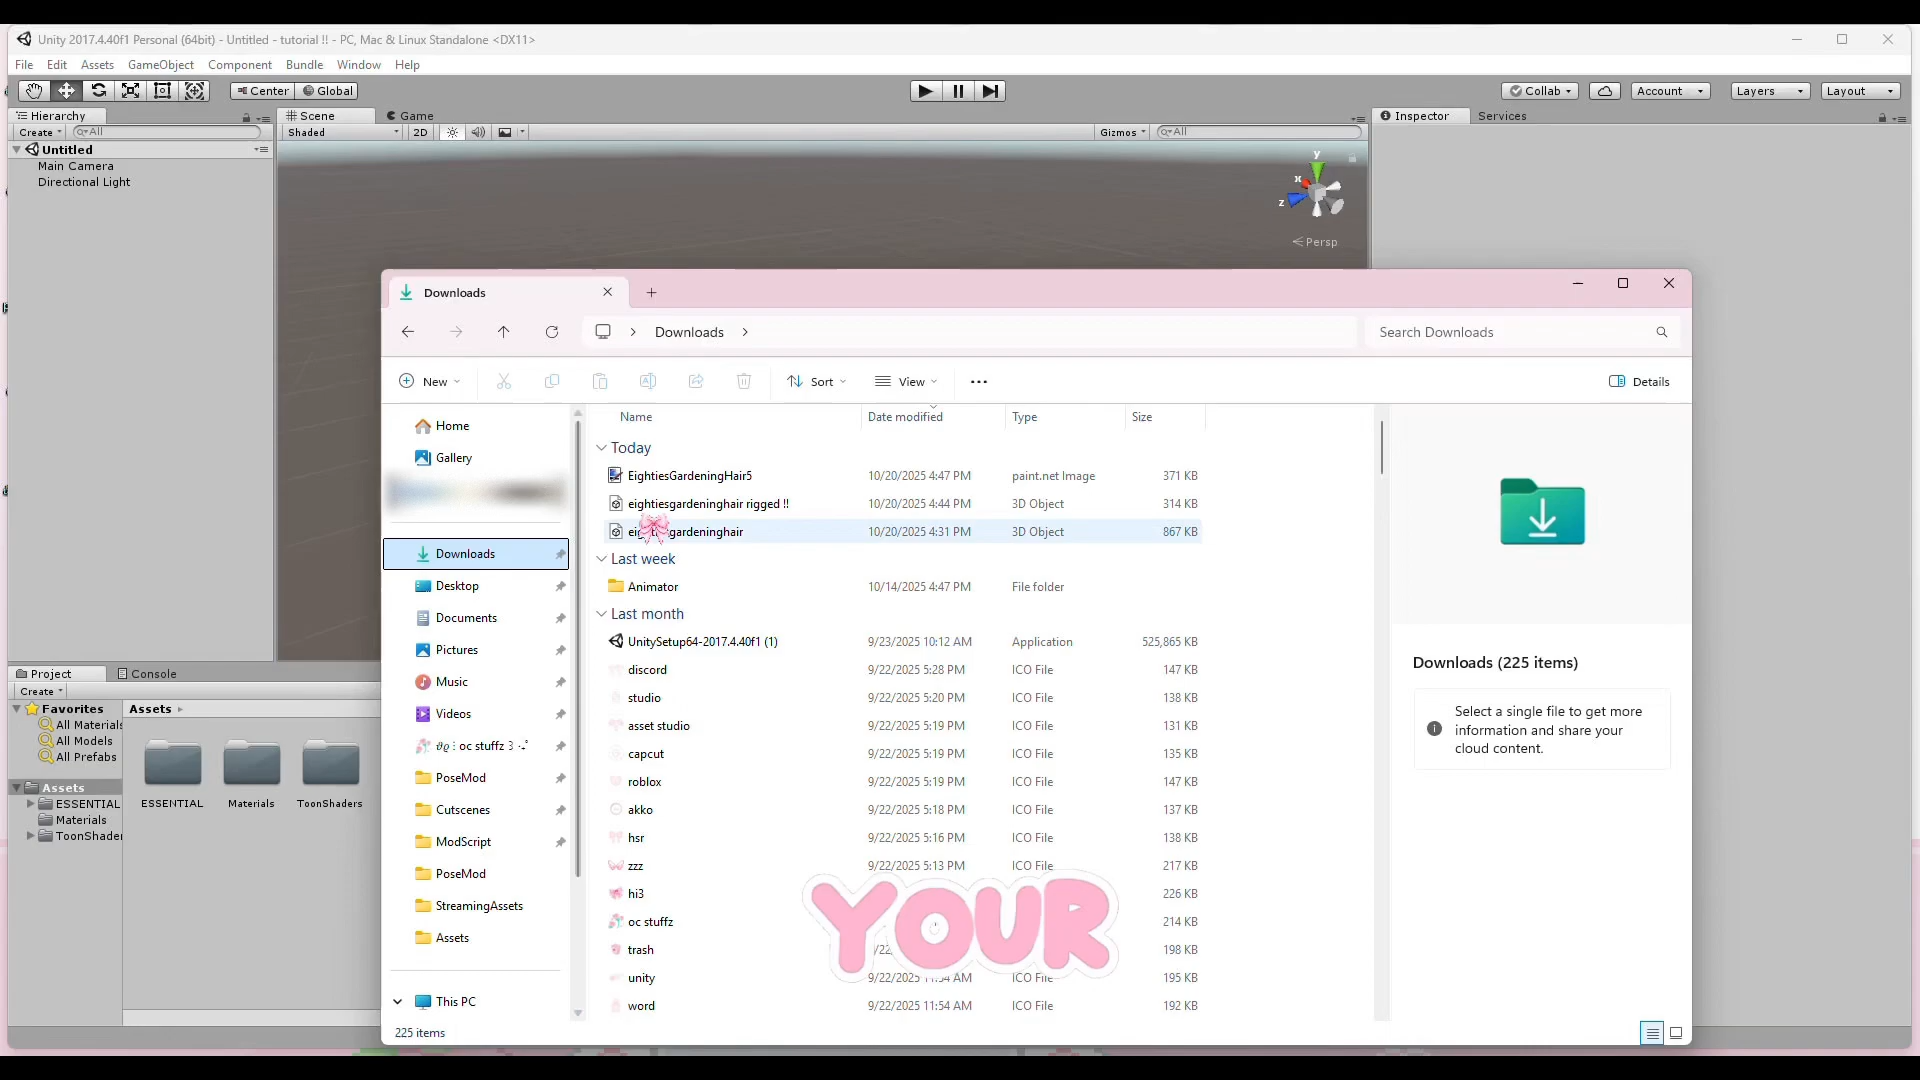 Unity 2017.4.40f1 Personal (64bit) - Untitled - tutorial !! - PC, Mac & Linux Standalone <DX11>
File Edit Assets GameObject Component Bundle Window Help
Center Global Collab Account Layers Layout
Hierarchy Scene Game Inspector Services
Create All Shaded 2D Gizmos All
Untitled
Main Camera
Directional Light
y
x
z
Persp
Downloads
Downloads Search Downloads
New Sort View Details
Name Date modified Type Size
Home
Gallery
Downloads
Desktop
Documents
Pictures
Music
Videos
oc stuffz
PoseMod
Cutscenes
ModScript
PoseMod
StreamingAssets
Assets
This PC
225 items
Today
EightiesGardeningHair5 10/20/2025 4:47 PM paint.net Image 371 KB
eightiesgardeninghair rigged !! 10/20/2025 4:44 PM 3D Object 314 KB
gardeninghair 10/20/2025 4:31 PM 3D Object 867 KB
Last week
Animator 10/14/2025 4:47 PM File folder
Last month
UnitySetup64-2017.4.40f1 (1) 9/23/2025 10:12 AM Application 525,865 KB
discord 9/22/2025 5:28 PM ICO File 147 KB
studio 9/22/2025 5:20 PM ICO File 138 KB
asset studio 9/22/2025 5:19 PM ICO File 131 KB
capcut 9/22/2025 5:19 PM ICO File 135 KB
roblox 9/22/2025 5:19 PM ICO File 147 KB
akko 9/22/2025 5:18 PM ICO File 137 KB
hsr 9/22/2025 5:16 PM ICO File 138 KB
zzz 9/22/2025 5:13 PM ICO File 217 KB
hi3 226 KB
oc stuffz 214 KB
trash 198 KB
unity 9/22/2025 AM ICO File 195 KB
word 9/22/2025 11:54 AM ICO File 192 KB
YOUR
Downloads (225 items)
Select a single file to get more
information and share your
cloud content.
Project Console
Create
Favorites
All Materials
All Models
All Prefabs
Assets
ESSENTIAL
Materials
ToonShader
Assets
ESSENTIAL Materials ToonShaders